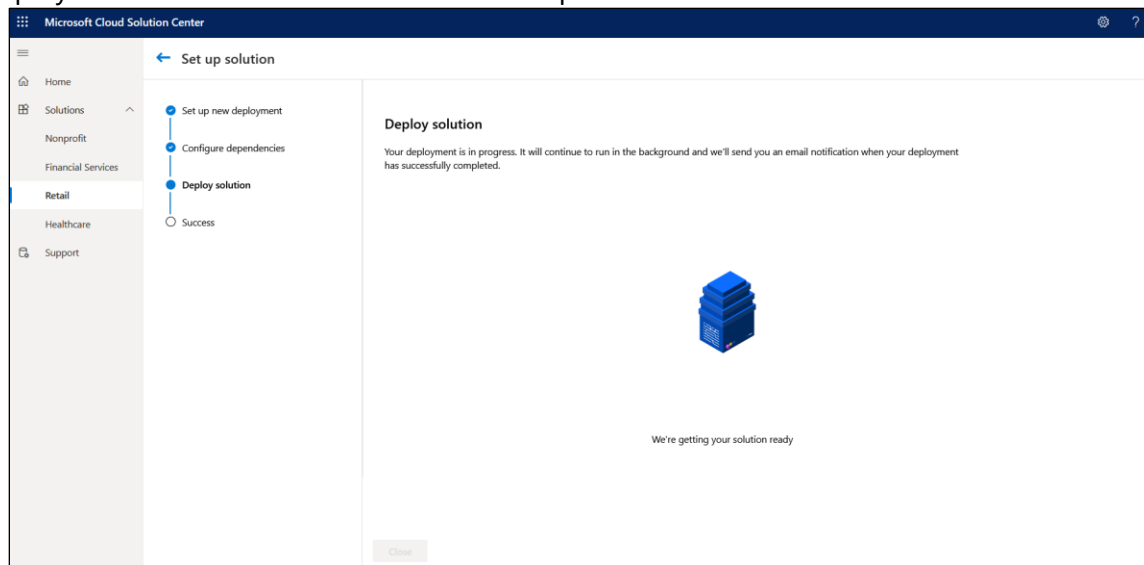 Microsoft Cloud Solution Center
?
Set up solution
Home
Solutions
Nonprofit
Financial Services
Retail
Healthcare
Support
Set up new deployment
Configure dependencies
Deploy solution
Success
Deploy solution
Your deployment is in progress. It will continue to run in the background and we'll send you an email notification when your deployment
has successfully completed.
We're getting your solution ready
Close